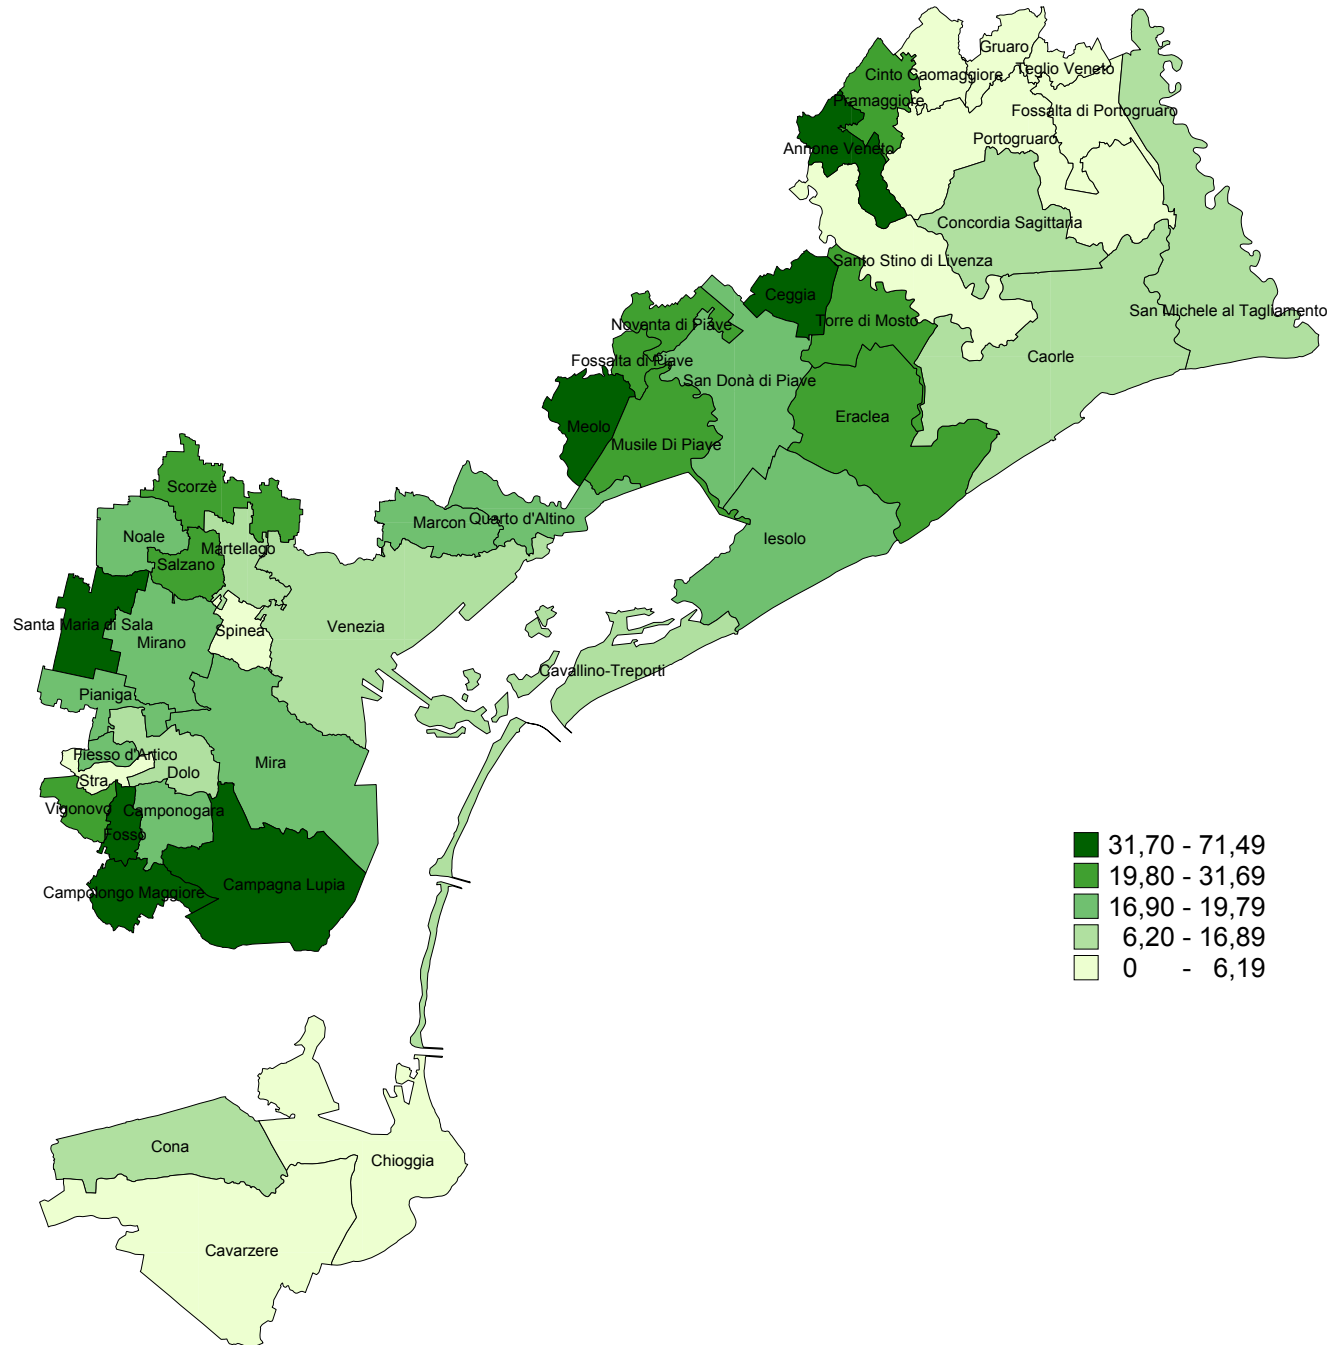 Gruaro
Teglio Veneto
Cinto Caomaggiore
Pramaggiore
Fossalta di Portogruaro
Portogruaro
Annone Veneto
Concordia Sagittaria
Santo Stino di Livenza
Ceggia
San Michele al Tagliamento
Torre di Mosto
Noventa di Piave
Caorle
Fossalta di Piave
San Donà di Piave
Eraclea
Meolo
Musile Di Piave
Scorzè
Quarto d'Altino
Marcon
Noale
Iesolo
Martellago
Salzano
Santa Maria di Sala
Venezia
Spinea
Mirano
Cavallino-Treporti
Pianiga
Fiesso d'Artico
Mira
Dolo
Stra
Vigonovo
Camponogara
Fossò
Campagna Lupia
Campolongo Maggiore
31,70 - 71,49
19,80 - 31,69
16,90 - 19,79
6,20 - 16,89
0 - 6,19
Cona
Chioggia
Cavarzere